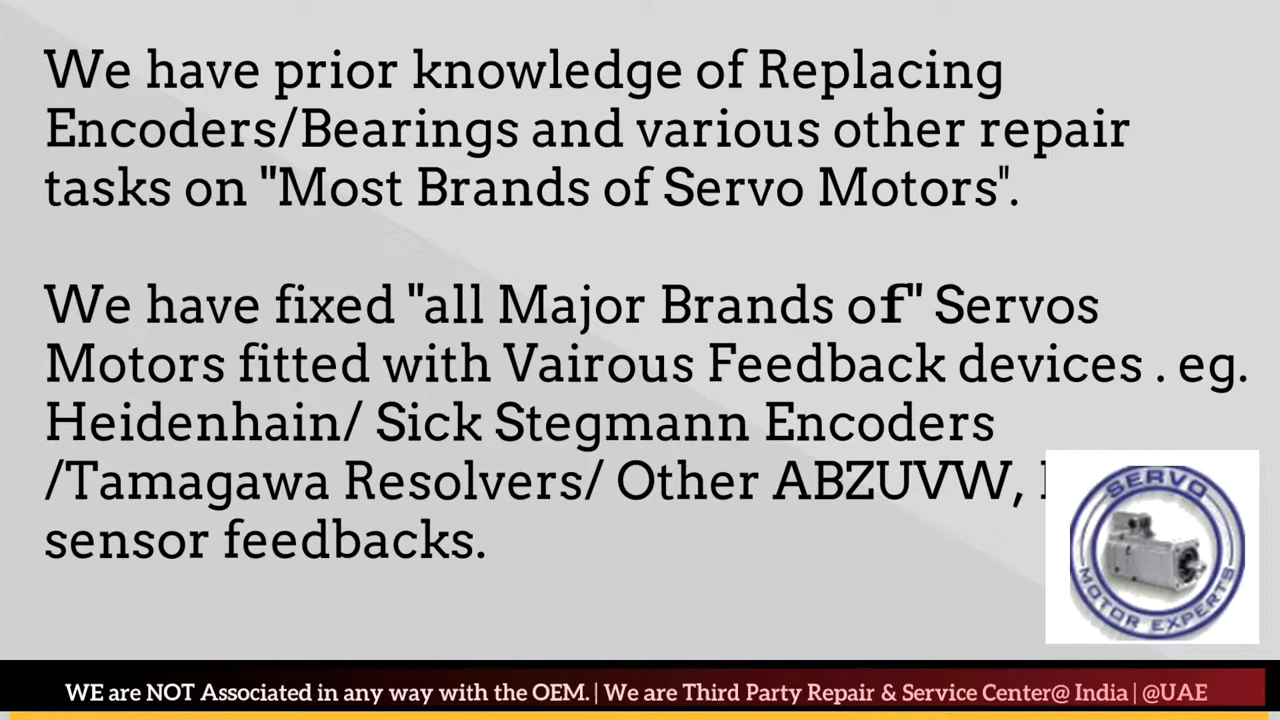 We have prior knowledge of Replacing
Encoders/Bearings and various other repair
tasks on "Most Brands of Servo Motors".
We have fixed "all Major Brands of" Servos
Motors fitted with Vairous Feedback devices . eg.
Heidenhain/ Sick Stegmann Encoders
/Tamagawa Resolvers/ Other ABZUVW,
sensor feedbacks.
SERVO
MOTOR EXPERTS
WE are NOT Associated in any way with the OEM. | We are Third Party Repair & Service Center@ India | @UAE